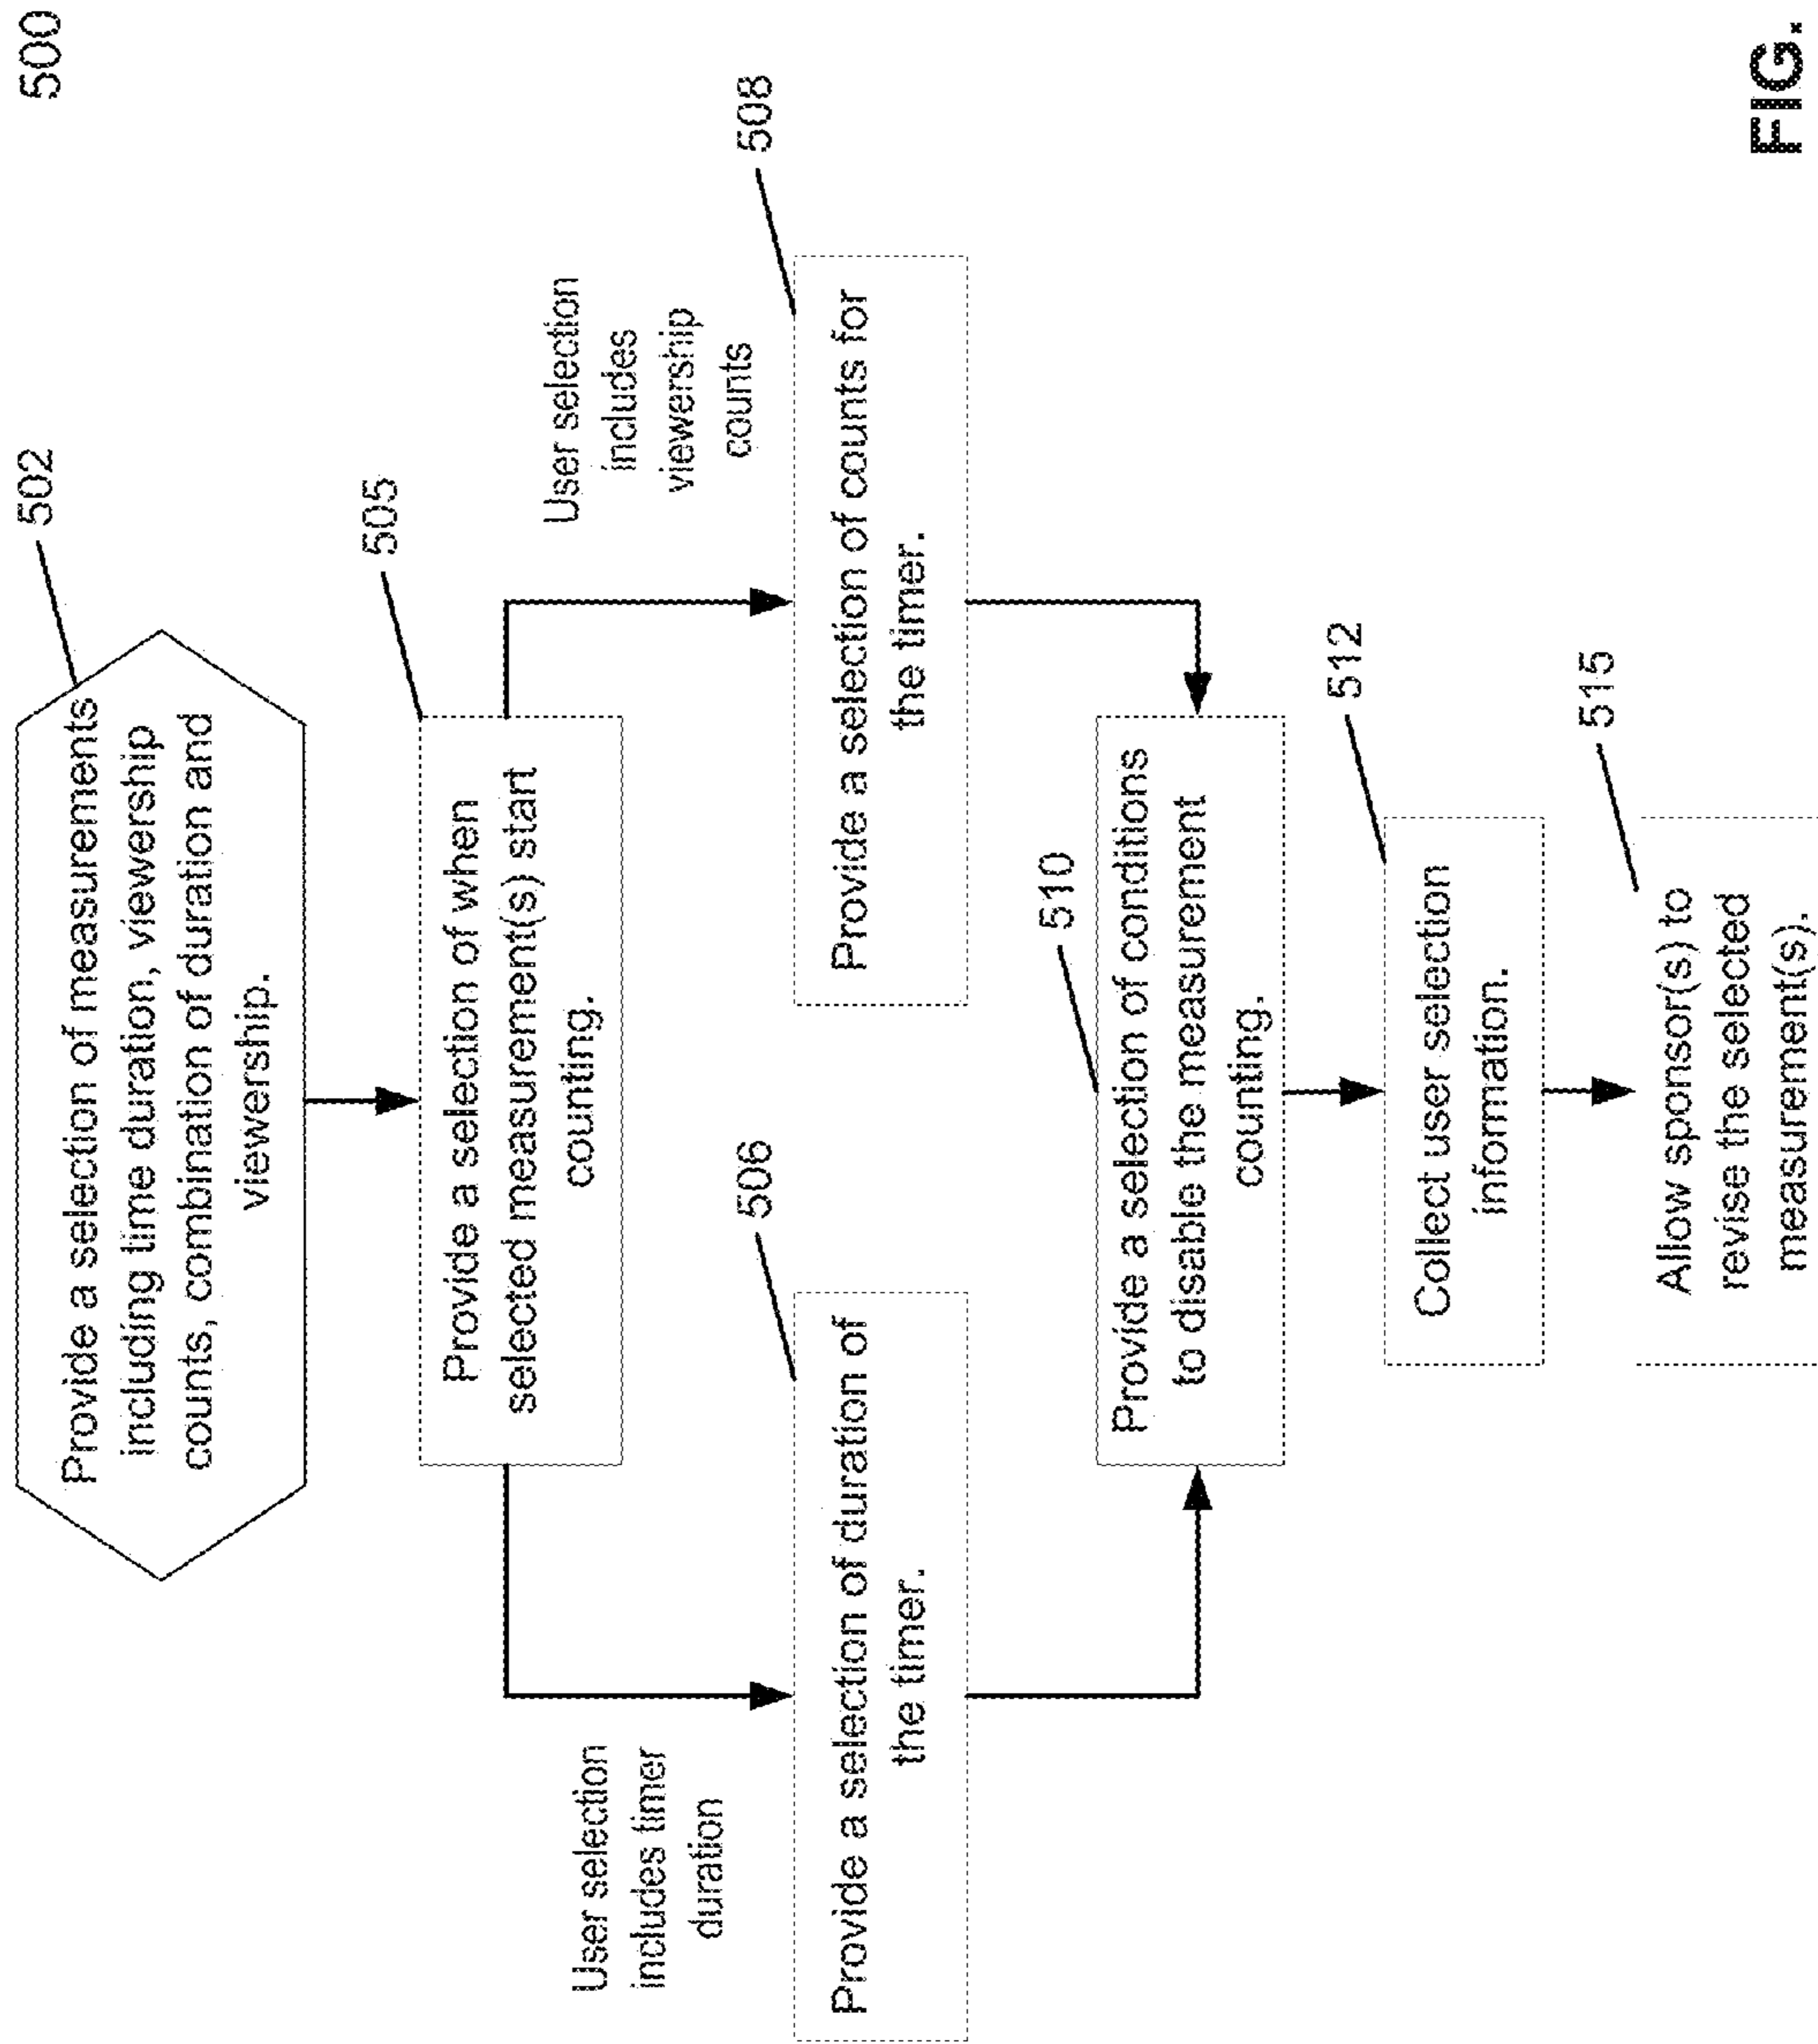 500
502
Provide a selection of measurements
including time duration, viewership
counts, combination of duration and
viewership.
505
Provide a selection of when
selected measurement(s) start
counting.
User selection
includes timer
duration
User selection
includes
viewership
counts
506
Provide a selection of duration of
the timer.
508
Provide a selection of counts for
the timer.
510
Provide a selection of conditions
to disable the measurement
counting.
512
Collect user selection
information.
515
Allow sponsor(s) to
revise the selected
measurement(s).
FIG.